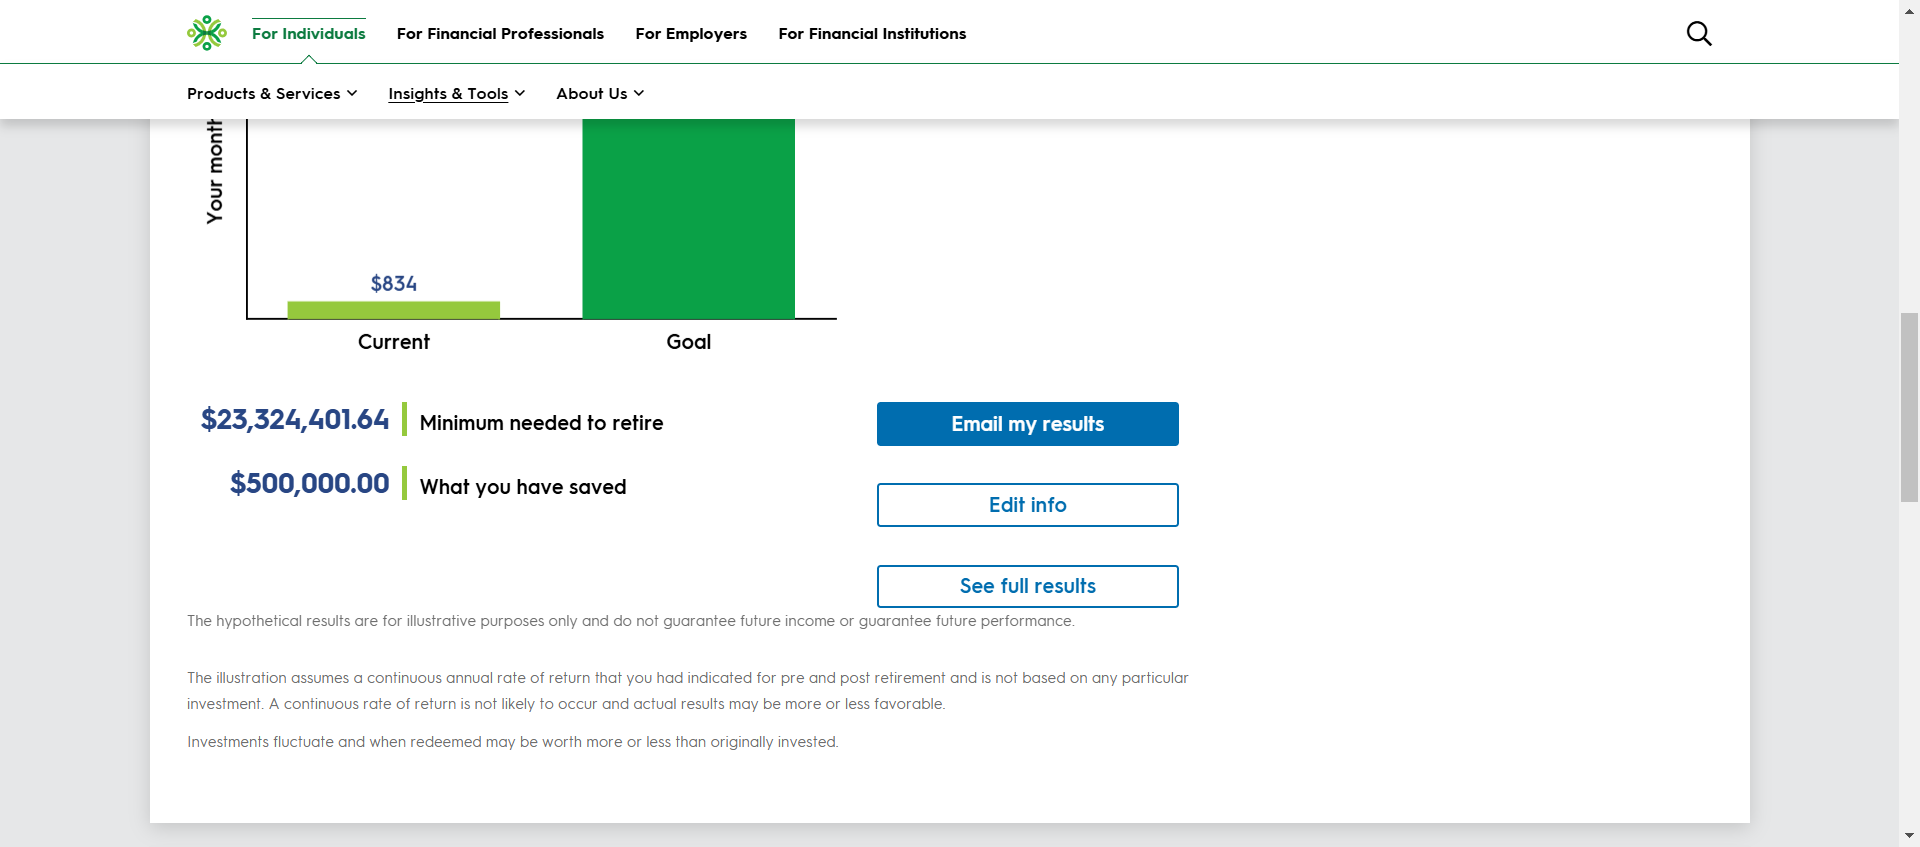 For Individuals
For Financial Professionals
For Employers
For Financial Institutions
Products & Services
Insights & Tools
About Us
Your month
$834
Current
Goal
$23,324,401.64
Minimum needed to retire
$500,000.00
What you have saved
Email my results
Edit info
See full results
The hypothetical results are for illustrative purposes only and do not guarantee future income or guarantee future performance.
The illustration assumes a continuous annual rate of return that you had indicated for pre and post retirement and is not based on any particular
investment. A continuous rate of return is not likely to occur and actual results may be more or less favorable.
Investments fluctuate and when redeemed may be worth more or less than originally invested.